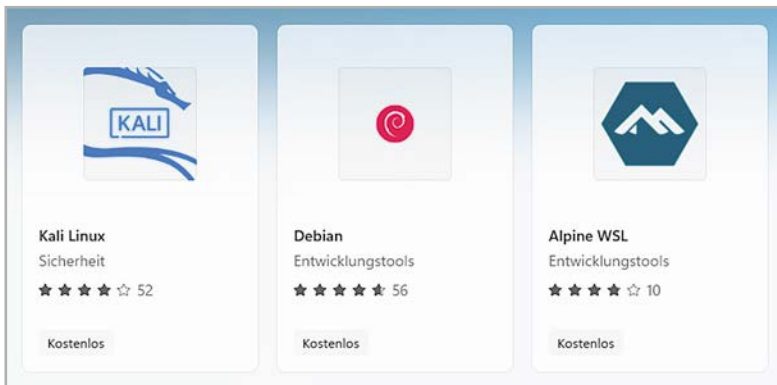 KALI
Kali Linux
Sicherheit
52
Kostenlos
Debian
Entwicklungstools
56
Kostenlos
Alpine WSL
Entwicklungstools
10
Kostenlos